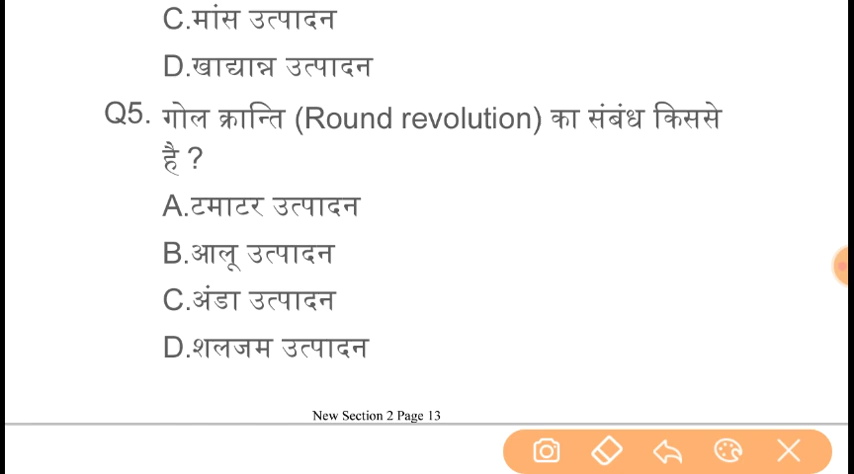 C.मांस उत्पादन
D.खाद्यान्न उत्पादन
Q5. गोल क्रान्ति (Round revolution) का संबंध किससे
है ?
A.टमाटर उत्पादन
B.आलू उत्पादन
C.अंडा उत्पादन
D.शलजम उत्पादन
New Section 2 Page 13